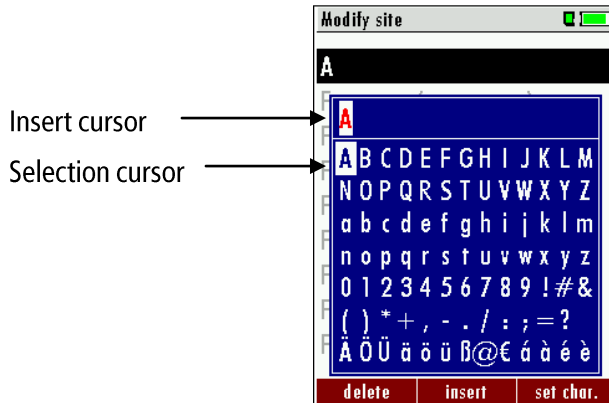 Modify site
A
Insert cursor
A
Selection cursor
A B C D E F G H I J K L M
N O P Q R S T U V W X Y Z
a b c d e f g h i j k l m
n o p q r s t u v w x y z
0 1 2 3 4 5 6 7 8 9 ! # &
( ) * + , - . / : ; = ?
Ä Ö Ü ä ö ü ß @ € á à é è
delete insert set char.